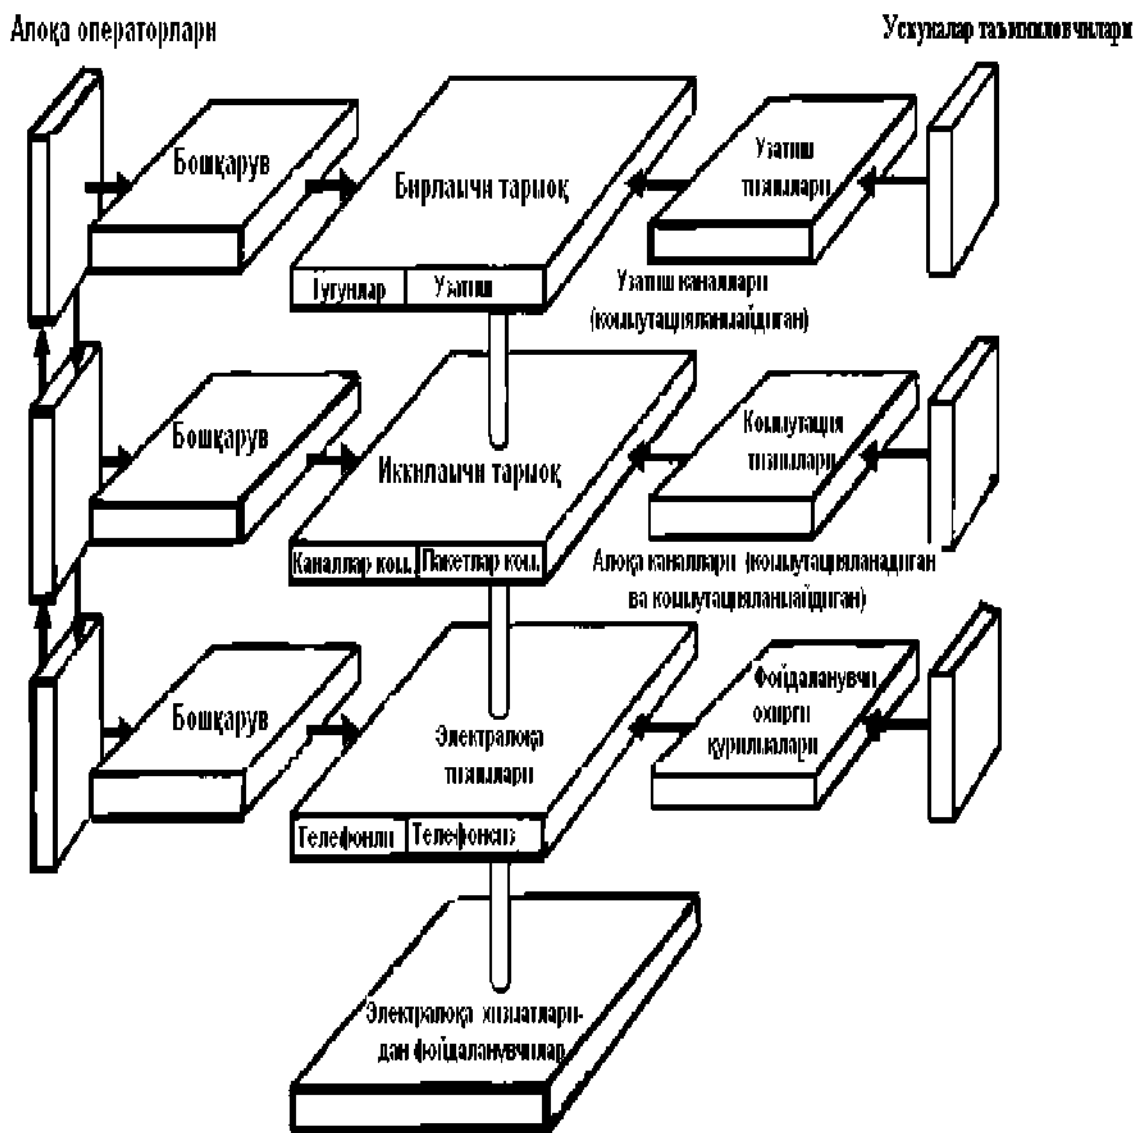 Алоқа операторлари
Ускуналар таъминловчилари
Бошқарув
Бирламчи тармоқ
Узатиш
тизимлари
Тугунлар
Узатиш
Узатиш каналлари
(коммутацияланмайдиган)
Бошқарув
Иккиламчи тармоқ
Коммутация
тизимлари
Каналлар ком.
Пакетлар ком.
Алоқа каналлари (коммутацияланадиган
ва коммутацияланмайдиган)
Бошқарув
Электралоқа
тизимлари
Фойдаланувчи
охирги
қурилмалари
Телефонли
Телефонсиз
Электралоқа хизматлари-
дан фойдаланувчилар